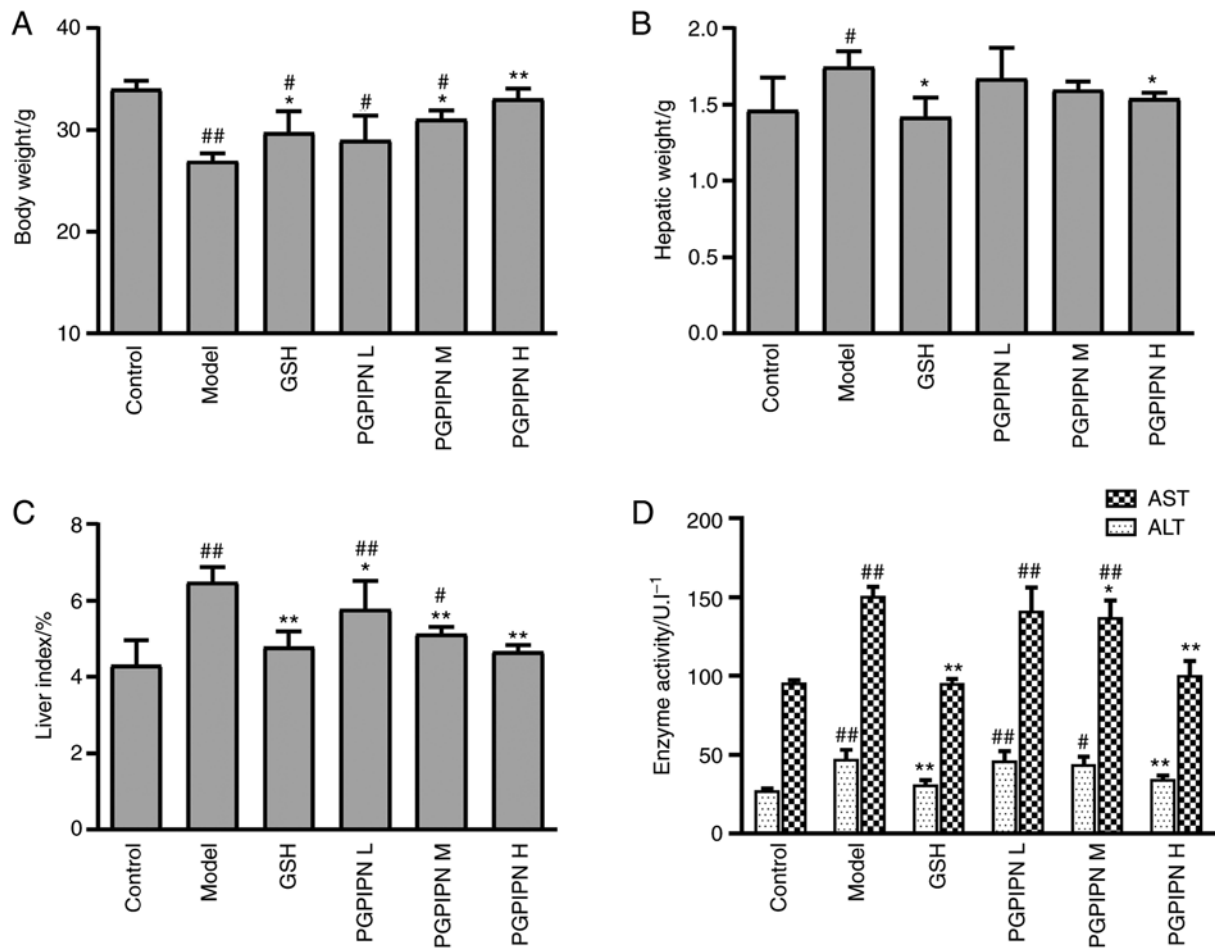 A
Body weight/g
40
30
20
10
##
#
*
#
#
*
**
Control
Model
GSH
PGPIPN L
PGPIPN M
PGPIPN H
B
Hepatic weight/g
2.0
1.5
1.0
0.5
0.0
#
*
*
Control
Model
GSH
PGPIPN L
PGPIPN M
PGPIPN H
C
Liver index/%
8
6
4
2
0
##
**
##
*
#
**
**
Control
Model
GSH
PGPIPN L
PGPIPN M
PGPIPN H
D
AST
ALT
Enzyme activity/U.l⁻¹
200
150
100
50
0
##
##
**
**
##
##
#
##
*
**
**
Control
Model
GSH
PGPIPN L
PGPIPN M
PGPIPN H